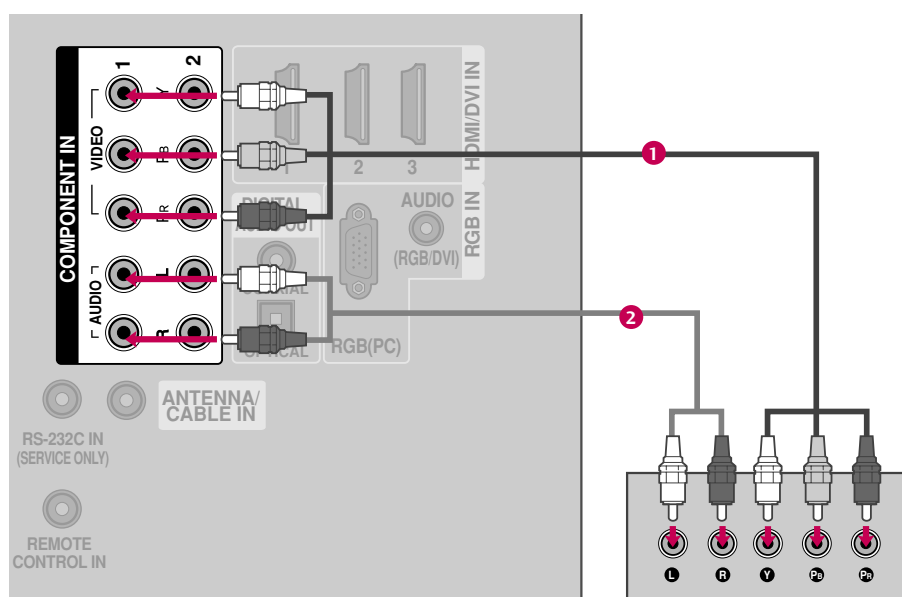 COMPONENT IN
1
2
VIDEO
Y
PB
PR
AUDIO
L
R
1
2
3
HDMI/DVI IN
DIGITAL
AUDIO OUT
COAXIAL
OPTICAL
AUDIO
(RGB/DVI)
RGB IN
RGB(PC)
ANTENNA/
CABLE IN
RS-232C IN
(SERVICE ONLY)
REMOTE
CONTROL IN
1
2
L
R
Y
PB
PR